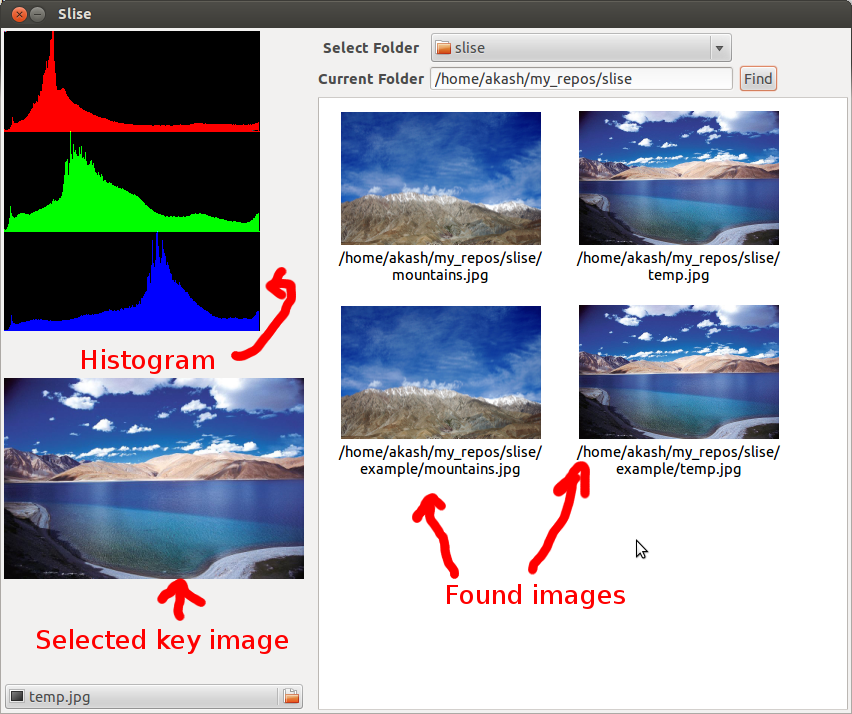 Slise
Select Folder
slise
Current Folder
/home/akash/my_repos/slise
Find
/home/akash/my_repos/slise/
mountains.jpg
/home/akash/my_repos/slise/
temp.jpg
Histogram
/home/akash/my_repos/slise/
example/mountains.jpg
/home/akash/my_repos/slise/
example/temp.jpg
Found images
Selected key image
temp.jpg